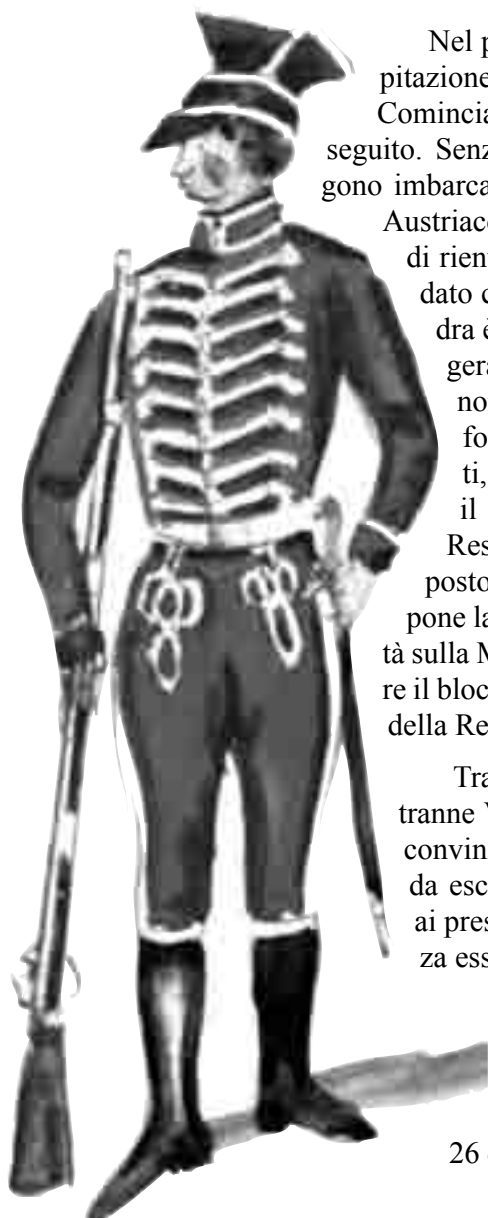 Nel p
pitazione
Comincia
seguito. Senz
gono imbarca
Austriaco
di rient
dato c
dra è
gera
no
fo
ti,
il
Res
posto
pone la
tà sulla M
re il bloc
della Re
Tra
tranne V
convin
da esc
ai pres
za ess
26